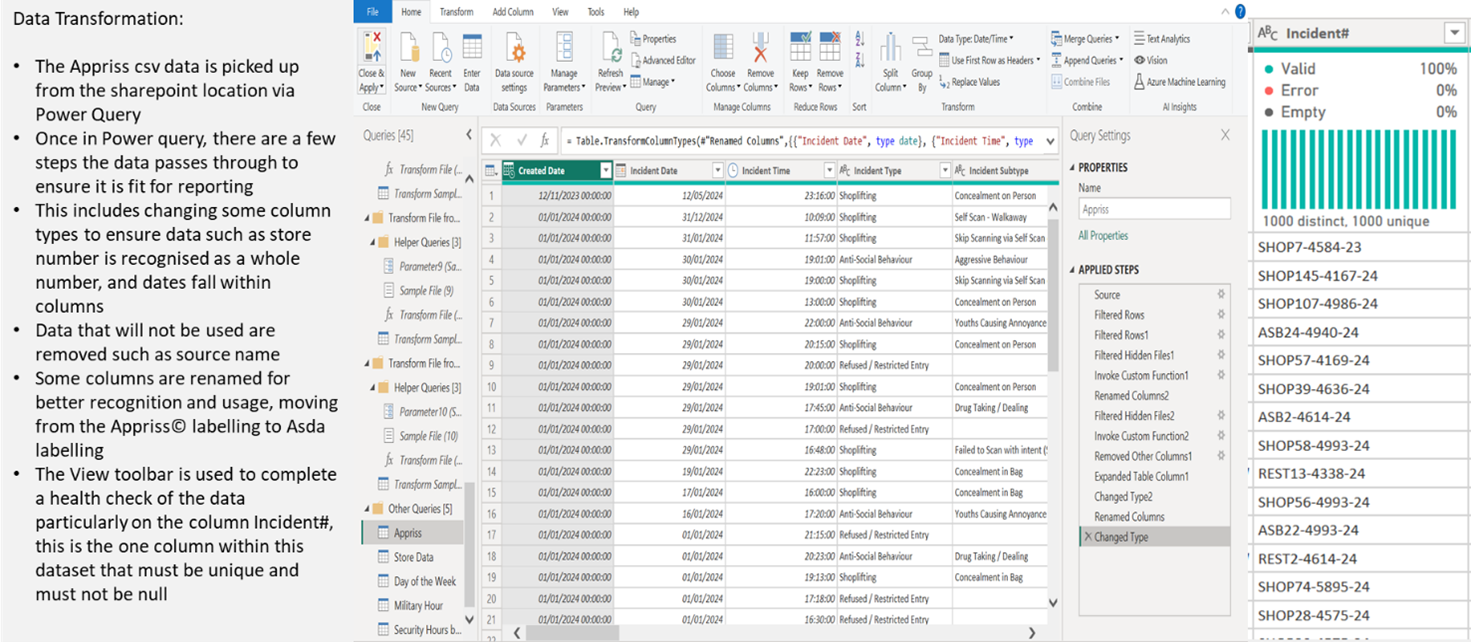 Data Transformation:
• The Appriss csv data is picked up
from the sharepoint location via
Power Query
• Once in Power query, there are a few
steps the data passes through to
ensure it is fit for reporting
• This includes changing some column
types to ensure data such as store
number is recognised as a whole
number, and dates fall within
columns
• Data that will not be used are
removed such as source name
• Some columns are renamed for
better recognition and usage, moving
from the Appriss© labelling to Asda
labelling
• The View toolbar is used to complete
a health check of the data
particularly on the column Incident#,
this is the one column within this
dataset that must be unique and
must not be null
File Home Transform Add Column View Tools Help
Close & Apply
Close
New Source
Recent Sources
Enter Data
New Query
Data source settings
Data Sources
Manage Parameters
Parameters
Refresh Preview
Properties
Advanced Editor
Manage
Query
Choose Columns
Remove Columns
Manage Columns
Keep Rows
Remove Rows
Reduce Rows
Sort
Split Column
Group By
Data Type: Date/Time
Use First Row as Headers
Replace Values
Transform
Merge Queries
Append Queries
Combine Files
Combine
Text Analytics
Vision
Azure Machine Learning
AI Insights
Queries [45]
fx Transform File (...
Transform Sampl...
Transform File fro...
Helper Queries [3]
Parameter9 (Sa...
Sample File (9)
fx Transform File (...
Transform Sampl...
Transform File fro...
Helper Queries [3]
Parameter10 (S...
Sample File (10)
fx Transform File (...
Transform Sampl...
Other Queries [5]
Appriss
Store Data
Day of the Week
Military Hour
Security Hours b...
fx = Table.TransformColumnTypes(#"Renamed Columns",{{"Incident Date", type date}, {"Incident Time", type
Created Date Incident Date Incident Time ABC Incident Type ABC Incident Subtype
1 12/11/2023 00:00:00 12/05/2024 23:16:00 Shoplifting Concealment on Person
2 01/01/2024 00:00:00 31/12/2024 10:09:00 Shoplifting Self Scan - Walkaway
3 01/01/2024 00:00:00 31/01/2024 11:57:00 Shoplifting Skip Scanning via Self Scan
4 01/01/2024 00:00:00 30/01/2024 19:01:00 Anti-Social Behaviour Aggressive Behaviour
5 01/01/2024 00:00:00 30/01/2024 19:00:00 Shoplifting Skip Scanning via Self Scan
6 01/01/2024 00:00:00 30/01/2024 13:00:00 Shoplifting Concealment on Person
7 01/01/2024 00:00:00 29/01/2024 22:00:00 Anti-Social Behaviour Youths Causing Annoyance
8 01/01/2024 00:00:00 29/01/2024 20:15:00 Shoplifting Concealment on Person
9 01/01/2024 00:00:00 29/01/2024 20:00:00 Refused / Restricted Entry
10 01/01/2024 00:00:00 29/01/2024 19:01:00 Shoplifting Concealment on Person
11 01/01/2024 00:00:00 29/01/2024 17:45:00 Anti-Social Behaviour Drug Taking / Dealing
12 01/01/2024 00:00:00 29/01/2024 17:00:00 Refused / Restricted Entry
13 01/01/2024 00:00:00 29/01/2024 16:48:00 Shoplifting Failed to Scan with intent (
14 01/01/2024 00:00:00 19/01/2024 22:23:00 Shoplifting Concealment in Bag
15 01/01/2024 00:00:00 17/01/2024 16:00:00 Shoplifting Concealment in Bag
16 01/01/2024 00:00:00 16/01/2024 17:20:00 Anti-Social Behaviour Youths Causing Annoyance
17 01/01/2024 00:00:00 01/01/2024 21:15:00 Refused / Restricted Entry
18 01/01/2024 00:00:00 01/01/2024 20:23:00 Anti-Social Behaviour Drug Taking / Dealing
19 01/01/2024 00:00:00 01/01/2024 19:13:00 Shoplifting Concealment in Bag
20 01/01/2024 00:00:00 01/01/2024 17:18:00 Refused / Restricted Entry
21 01/01/2024 00:00:00 01/01/2024 16:30:00 Refused / Restricted Entry
Query Settings
PROPERTIES
Name
Appriss
All Properties
APPLIED STEPS
Source
Filtered Rows
Filtered Rows1
Filtered Hidden Files1
Invoke Custom Function1
Renamed Columns2
Filtered Hidden Files2
Invoke Custom Function2
Removed Other Columns1
Expanded Table Column1
Changed Type2
Renamed Columns
Changed Type
ABC Incident#
Valid 100%
Error 0%
Empty 0%
1000 distinct, 1000 unique
SHOP7-4584-23
SHOP145-4167-24
SHOP107-4986-24
ASB24-4940-24
SHOP57-4169-24
SHOP39-4636-24
ASB2-4614-24
SHOP58-4993-24
REST13-4338-24
SHOP56-4993-24
ASB22-4993-24
REST2-4614-24
SHOP74-5895-24
SHOP28-4575-24